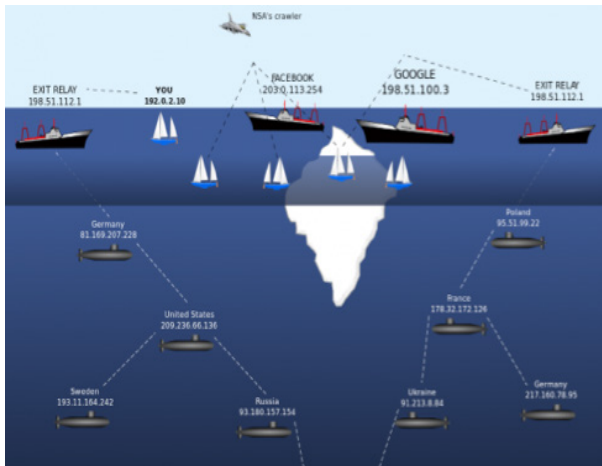 NSA's crawler
EXIT RELAY
198.51.112.1
YOU
192.0.2.10
FACEBOOK
203.0.113.254
GOOGLE
198.51.100.3
EXIT RELAY
198.51.112.1
Germany
81.169.207.228
Poland
95.51.99.22
United States
209.236.66.136
France
178.32.172.126
Sweden
193.11.164.242
Russia
93.180.157.154
Ukraine
91.213.8.84
Germany
217.160.78.95